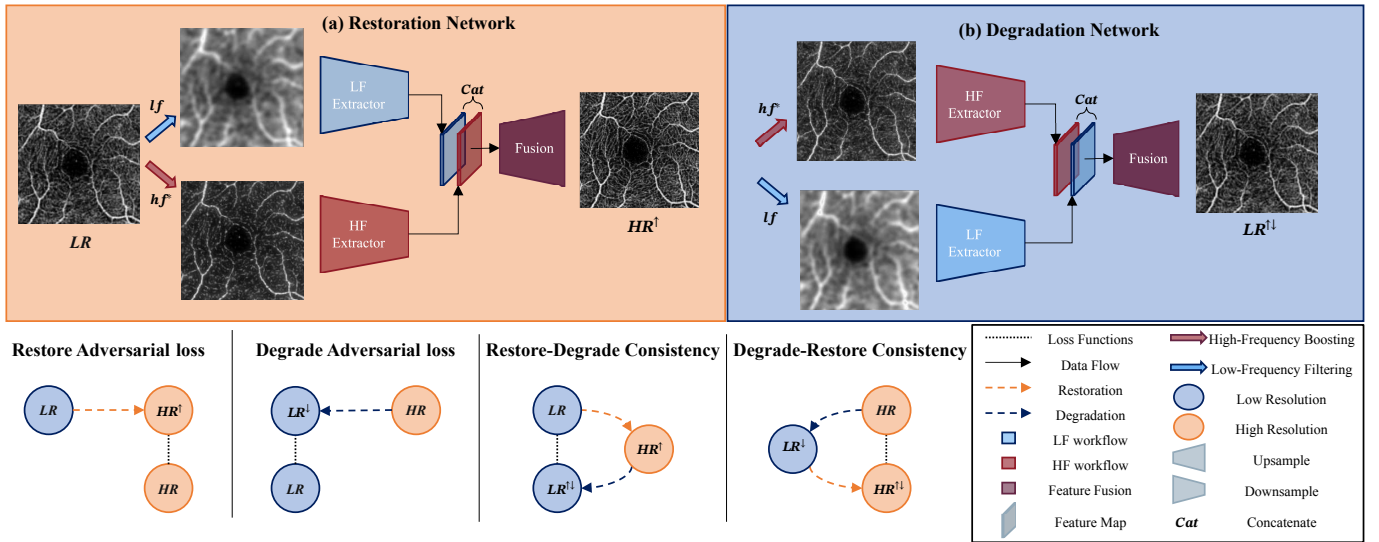 (a) Restoration Network
lf
hf*
LR
LF
Extractor
HF
Extractor
Cat
Fusion
HR↑
(b) Degradation Network
hf*
lf
HF
Extractor
LF
Extractor
Cat
Fusion
LR↑↓
Restore Adversarial loss
LR
HR↑
HR
Degrade Adversarial loss
LR↓
HR
LR
Restore-Degrade Consistency
LR
HR↑
LR↑↓
Degrade-Restore Consistency
HR
LR↓
HR↑↓
Loss Functions
Data Flow
Restoration
Degradation
LF workflow
HF workflow
Feature Fusion
Feature Map
High-Frequency Boosting
Low-Frequency Filtering
Low Resolution
High Resolution
Upsample
Downsample
Cat Concatenate